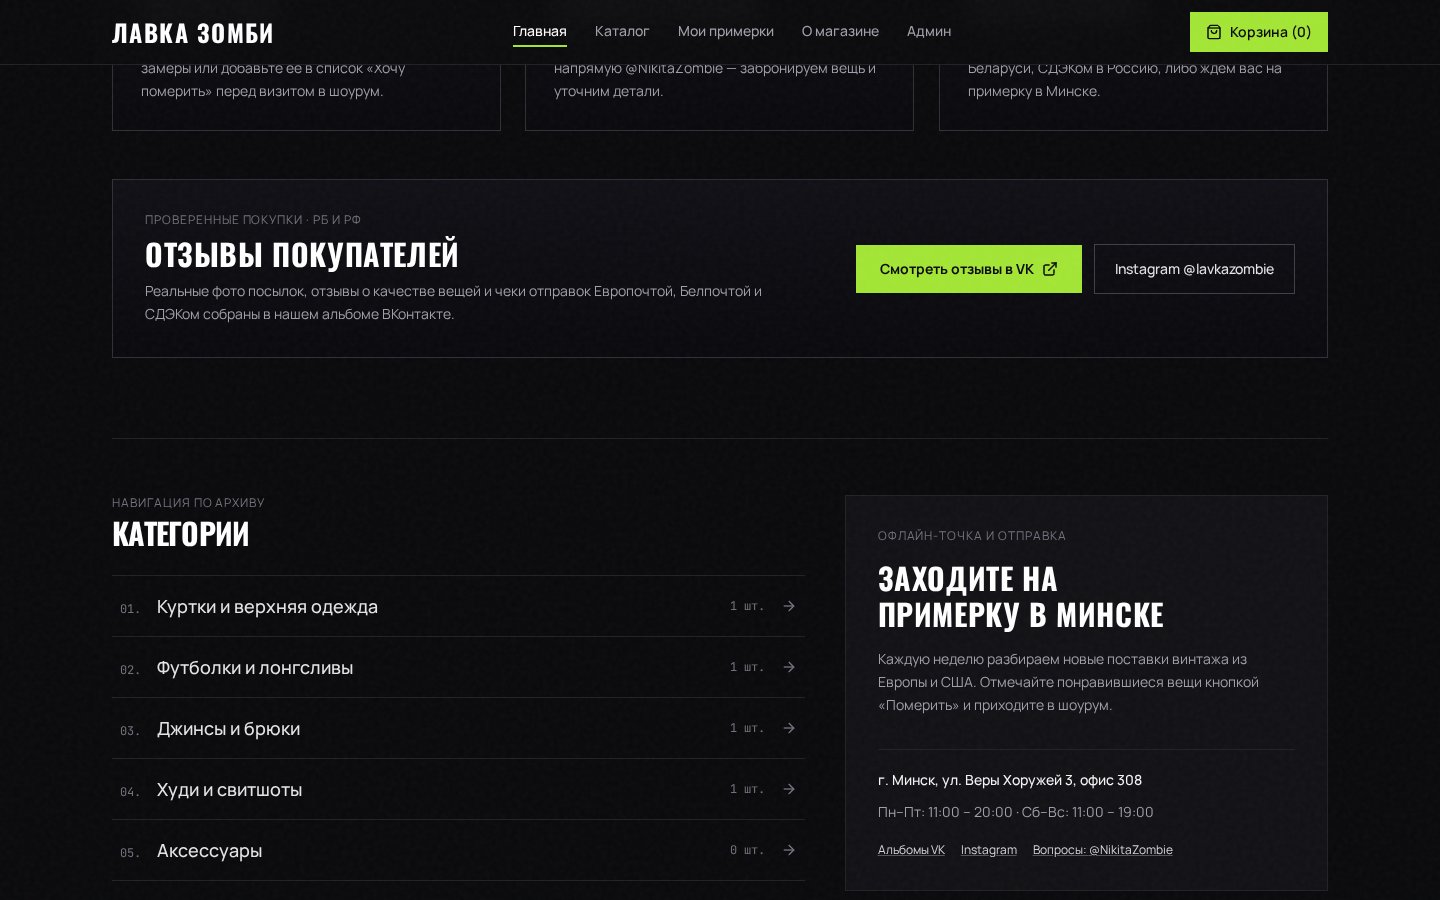 ЛАВКА ЗОМБИ
Главная
Каталог
Мои примерки
О магазине
Админ
Корзина (0)
замеры или добавьте её в список «Хочу
померить» перед визитом в шоурум.
напрямую @NikitaZombie — забронируем вещь и
уточним детали.
Беларуси, СДЭКом в Россию, либо ждём вас на
примерку в Минске.
ПРОВЕРЕННЫЕ ПОКУПКИ · РБ И РФ
ОТЗЫВЫ ПОКУПАТЕЛЕЙ
Реальные фото посылок, отзывы о качестве вещей и чеки отправок Европочтой, Белпочтой и
СДЭКом собраны в нашем альбоме ВКонтакте.
Смотреть отзывы в VK
Instagram @lavkazombie
НАВИГАЦИЯ ПО АРХИВУ
КАТЕГОРИИ
01. Куртки и верхняя одежда 1 шт.
02. Футболки и лонгсливы 1 шт.
03. Джинсы и брюки 1 шт.
04. Худи и свитшоты 1 шт.
05. Аксессуары 0 шт.
ОФЛАЙН-ТОЧКА И ОТПРАВКА
ЗАХОДИТЕ НА
ПРИМЕРКУ В МИНСКЕ
Каждую неделю разбираем новые поставки винтажа из
Европы и США. Отмечайте понравившиеся вещи кнопкой
«Померить» и приходите в шоурум.
г. Минск, ул. Веры Хоружей 3, офис 308
Пн–Пт: 11:00 – 20:00 · Сб–Вс: 11:00 – 19:00
Альбомы VK
Instagram
Вопросы: @NikitaZombie